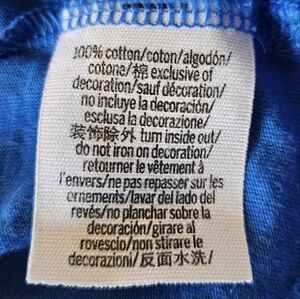 100% cotton/coton/algodón/
cotone/棉 exclusive of
decoration/sauf décoration/
no incluye la decoración/
esclusa la decorazione/
装饰除外 turn inside out/
do not iron on decoration/
retourner le vêtement à
l'envers/ne pas repasser sur les
ornements/lavar del lado del
revés/no planchar sobre la
decoración/girare al
rovescio/non stirare le
decorazioni/反面水洗/